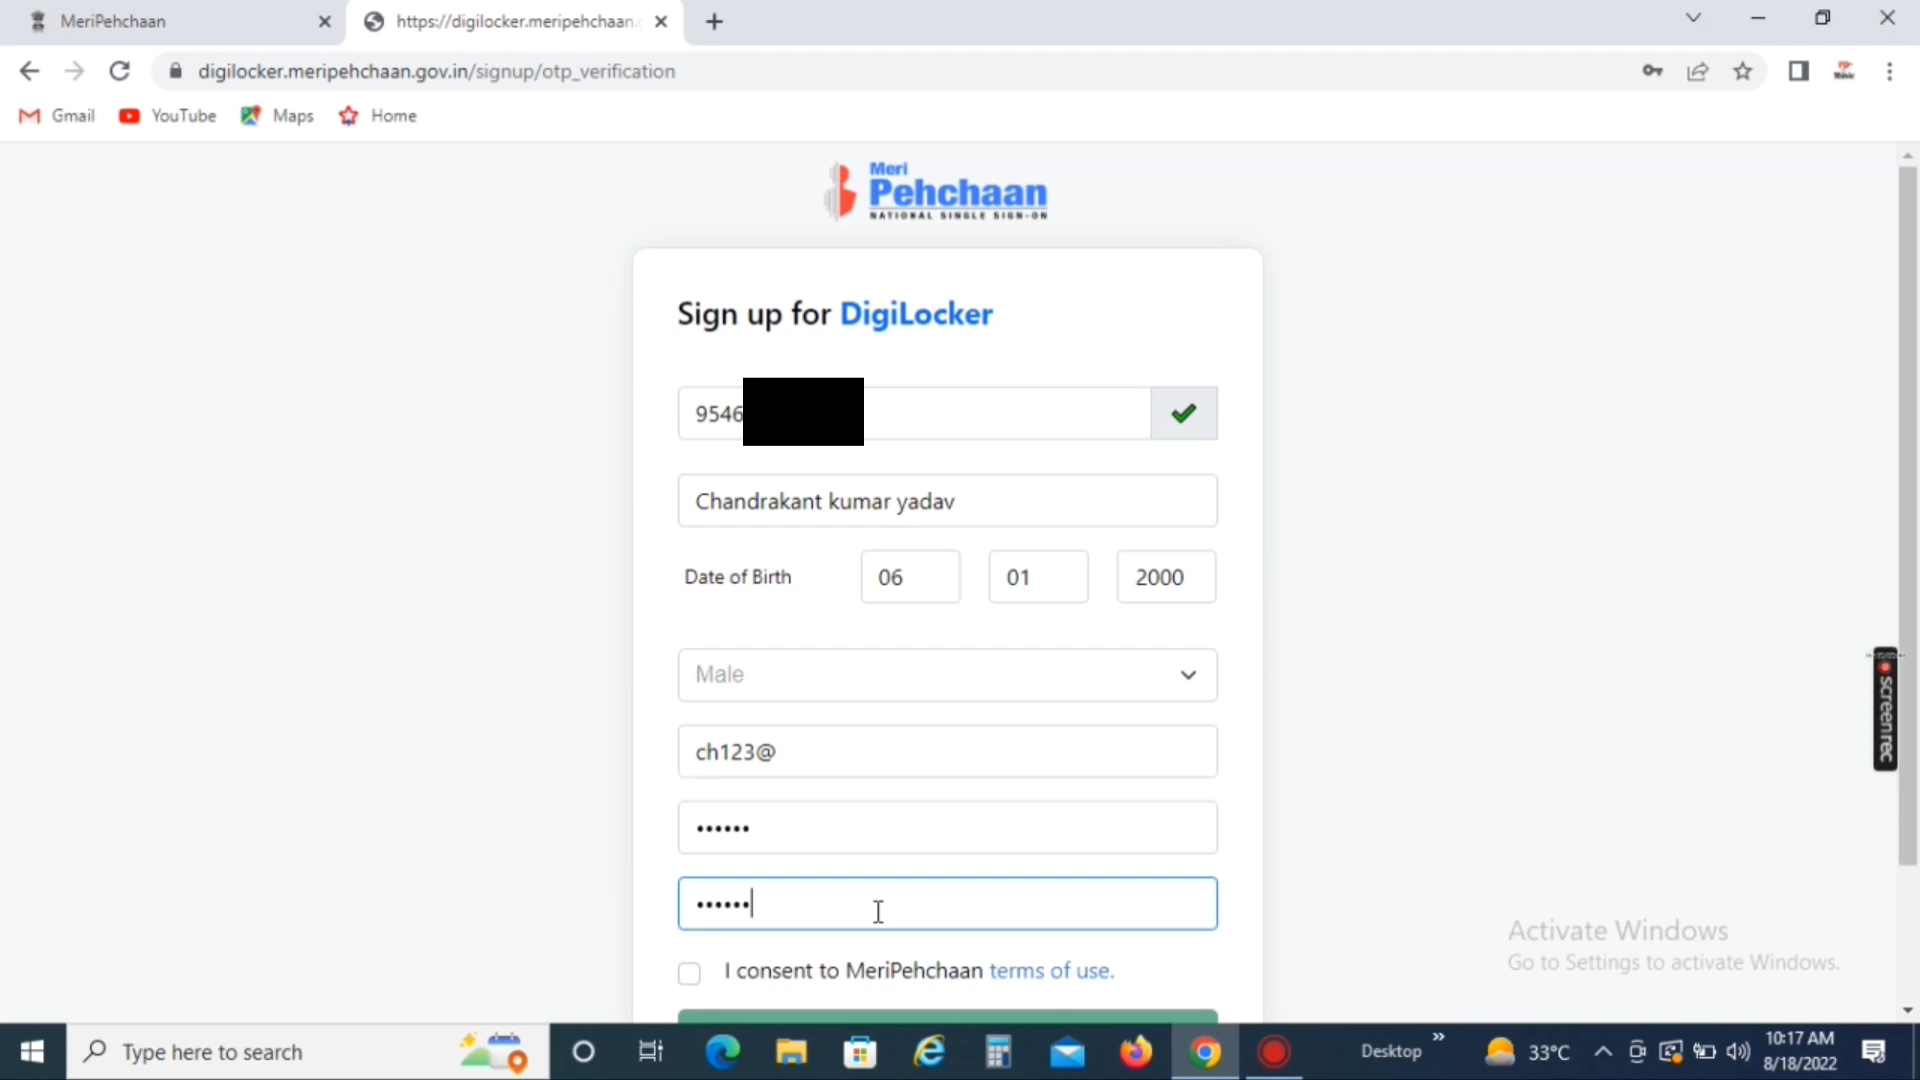 MeriPehchaan
https://digilocker.meripehchaan.
digilocker.meripehchaan.gov.in/signup/otp_verification
Gmail YouTube Maps Home
Meri
Pehchaan
NATIONAL SINGLE SIGN-ON
Sign up for DigiLocker
9546
Chandrakant kumar yadav
Date of Birth 06 01 2000
Male
ch123@
••••••
••••••
I consent to MeriPehchaan terms of use.
screenrec
Activate Windows
Go to Settings to activate Windows.
Type here to search
Desktop
33°C
10:17 AM
8/18/2022